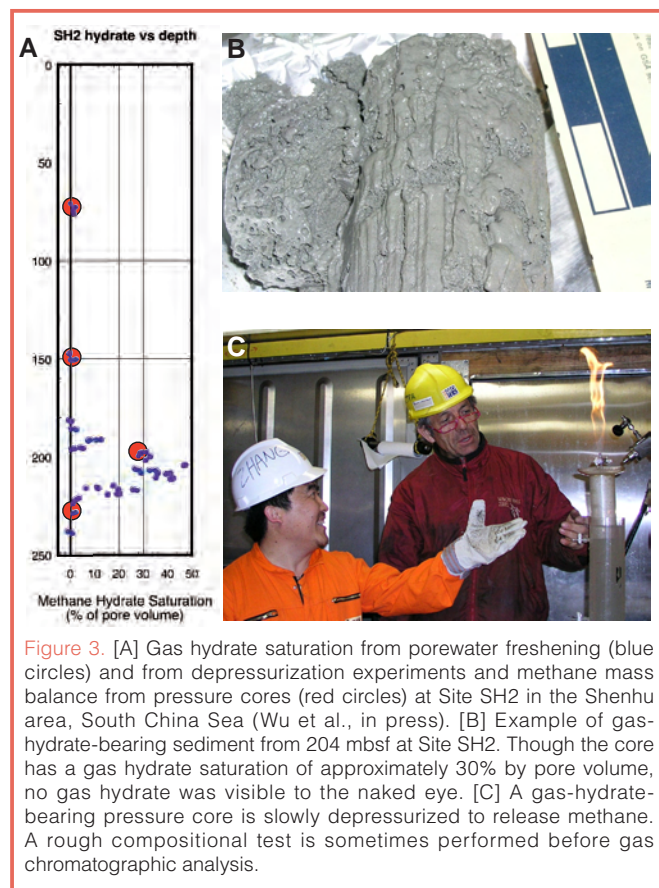 A
SH2 hydrate vs depth
0
50
100
150
200
250
0 10 20 30 40 50
Methane Hydrate Saturation
(% of pore volume)
B
C
ZHANG
Figure 3. [A] Gas hydrate saturation from porewater freshening (blue
circles) and from depressurization experiments and methane mass
balance from pressure cores (red circles) at Site SH2 in the Shenhu
area, South China Sea (Wu et al., in press). [B] Example of gas-
hydrate-bearing sediment from 204 mbsf at Site SH2. Though the core
has a gas hydrate saturation of approximately 30% by pore volume,
no gas hydrate was visible to the naked eye. [C] A gas-hydrate-
bearing pressure core is slowly depressurized to release methane.
A rough compositional test is sometimes performed before gas
chromatographic analysis.